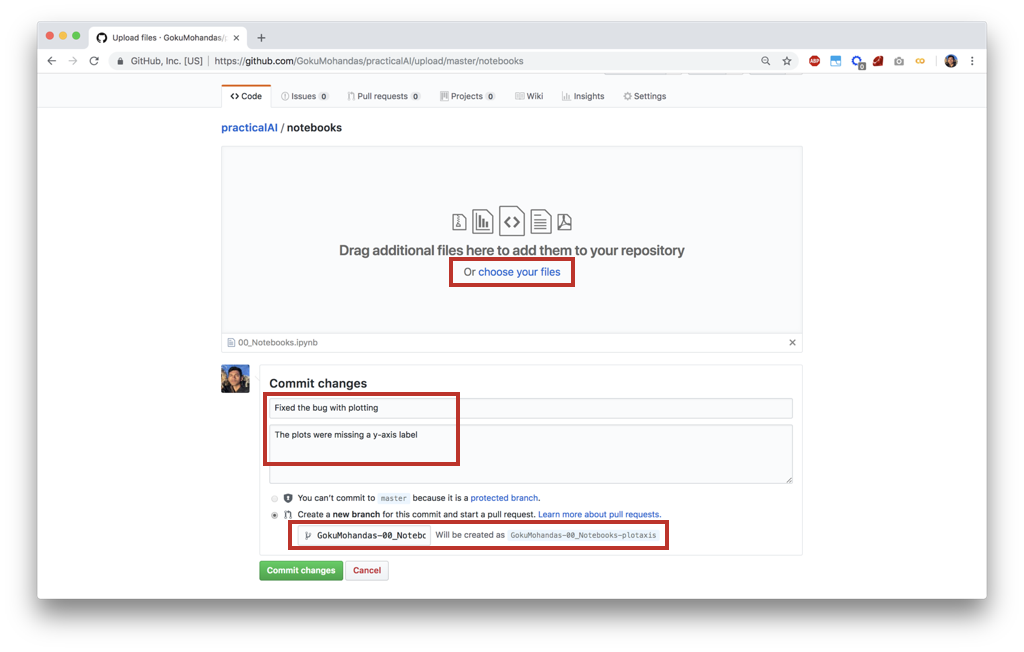 Upload files · GokuMohandas/
GitHub, Inc. [US] | https://github.com/GokuMohandas/practicalAI/upload/master/notebooks
ABP
0
Code Issues 0 Pull requests 0 Projects 0 Wiki Insights Settings
practicalAI / notebooks
Drag additional files here to add them to your repository
Or choose your files
00_Notebooks.ipynb
Commit changes
Fixed the bug with plotting
The plots were missing a y-axis label
You can't commit to master because it is a protected branch.
Create a new branch for this commit and start a pull request. Learn more about pull requests.
GokuMohandas-00_Notebo Will be created as GokuMohandas-00_Notebooks-plotaxis
Commit changes Cancel